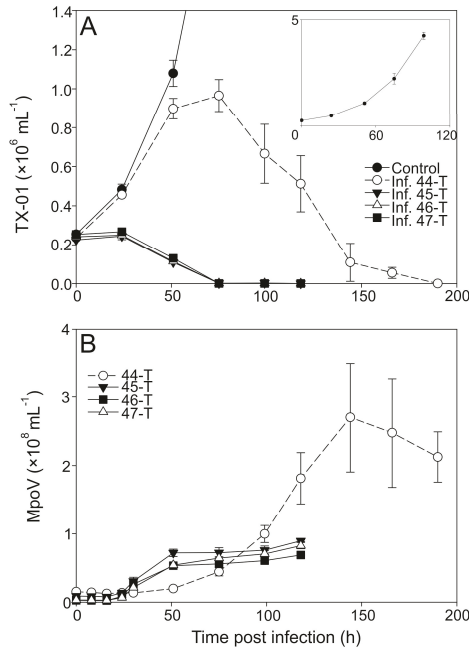 A
1.4
1.2
1.0
0.8
0.6
0.4
0.2
0.0
TX-01 (×10⁶ mL⁻¹)
5
0
0
60
120
Control
Inf. 44-T
Inf. 45-T
Inf. 46-T
Inf. 47-T
0
50
100
150
200
B
4
3
2
1
0
MpoV (×10⁸ mL⁻¹)
44-T
45-T
46-T
47-T
0
50
100
150
200
Time post infection (h)